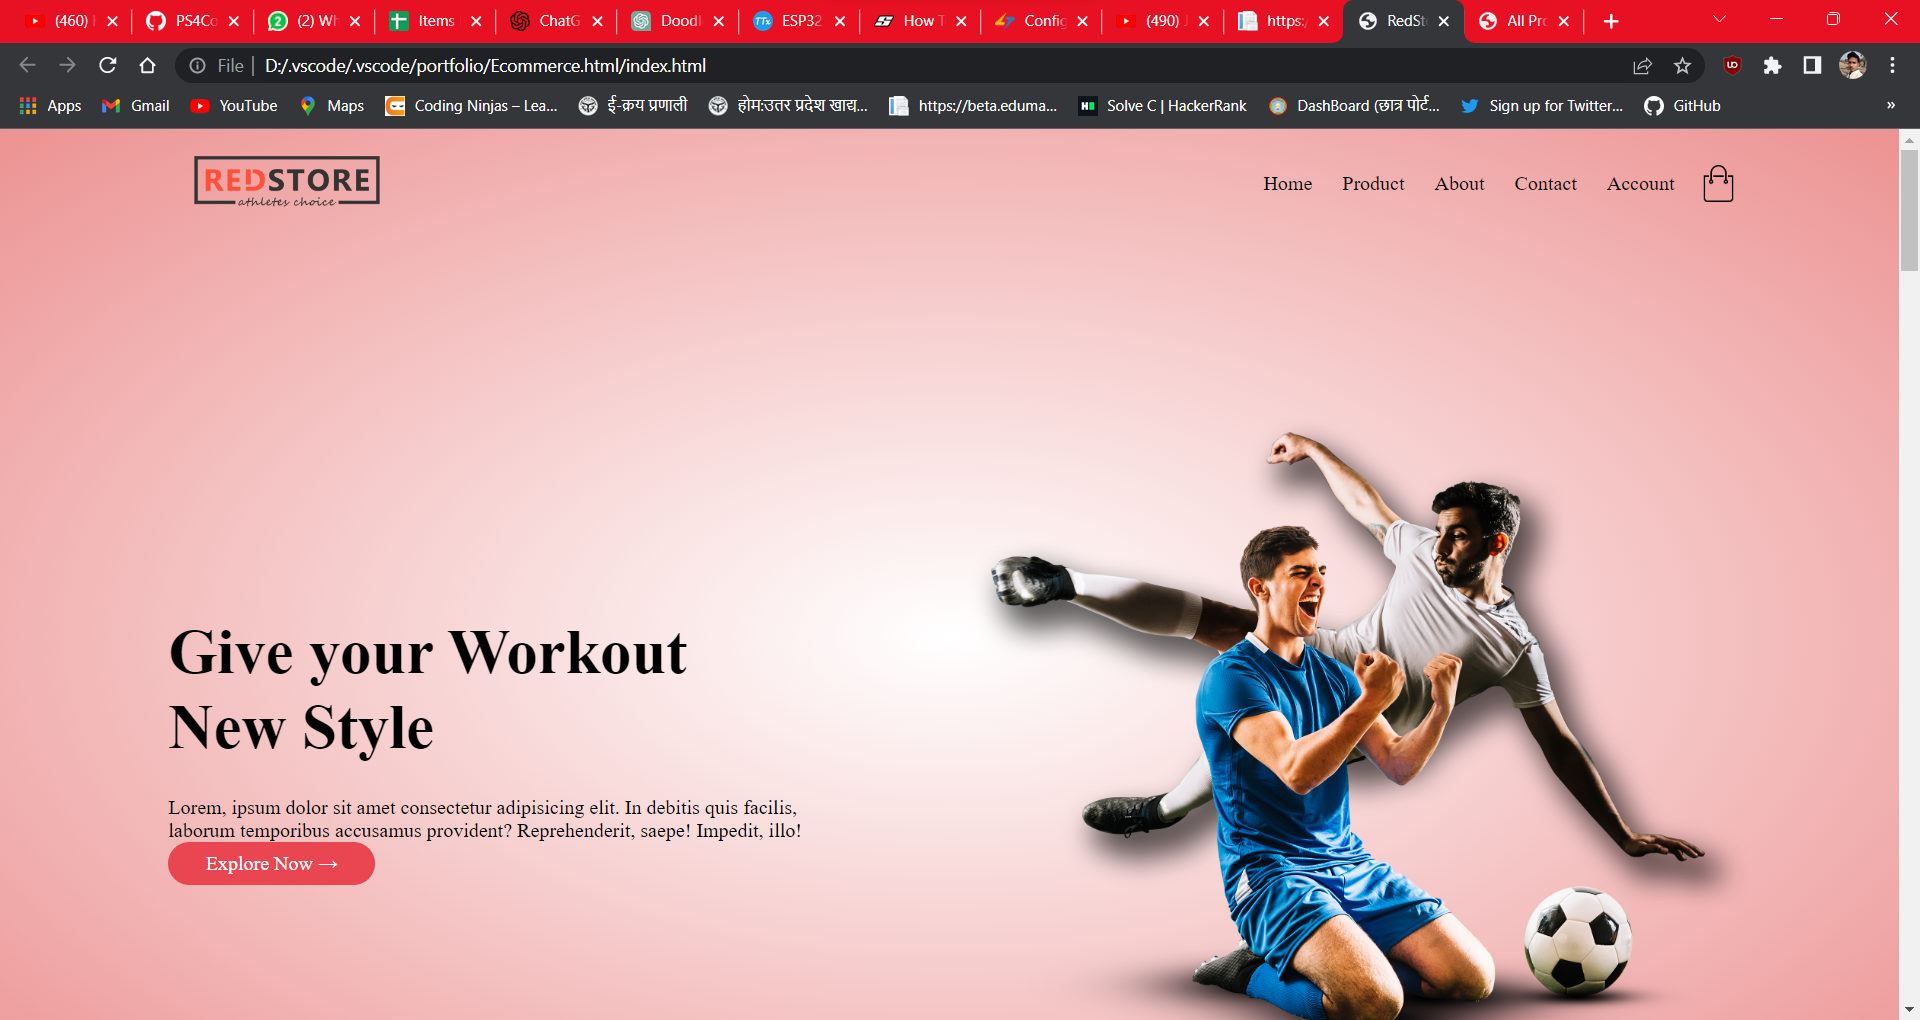 (460)
PS4Co
(2) Wh
Items
ChatG
Doodl
ESP32
How T
Config
(490) J
https:/
RedSto
All Pro
File
D:/.vscode/.vscode/portfolio/Ecommerce.html/index.html
Apps
Gmail
YouTube
Maps
Coding Ninjas – Lea...
ई-क्रय प्रणाली
होम:उतर प्रदेश खाद्य...
https://beta.eduma...
Solve C | HackerRank
DashBoard (छात्र पोर्ट...
Sign up for Twitter...
GitHub
»
REDSTORE
athletes choice
Home
Product
About
Contact
Account
Give your Workout
New Style
Lorem, ipsum dolor sit amet consectetur adipisicing elit. In debitis quis facilis,
laborum temporibus accusamus provident? Reprehenderit, saepe! Impedit, illo!
Explore Now →